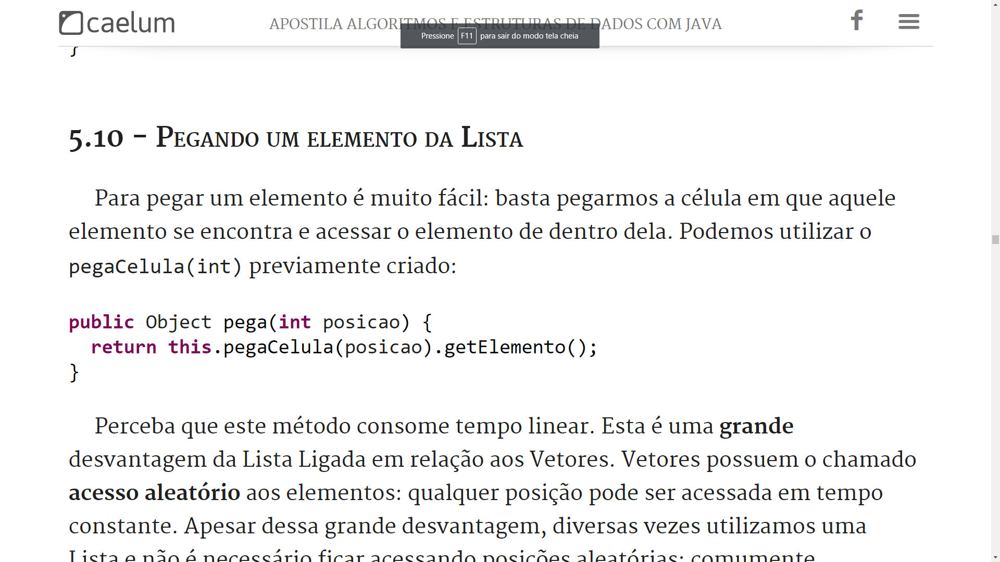 caelum
APOSTILA ALGORITMOS E ESTRUTURAS DE DADOS COM JAVA
Pressione F11 para sair do modo tela cheia
}
5.10 - Pegando um elemento da Lista
Para pegar um elemento é muito fácil: basta pegarmos a célula em que aquele
elemento se encontra e acessar o elemento de dentro dela. Podemos utilizar o
pegaCelula(int) previamente criado:
public Object pega(int posicao) {
  return this.pegaCelula(posicao).getElemento();
}
Perceba que este método consome tempo linear. Esta é uma grande
desvantagem da Lista Ligada em relação aos Vetores. Vetores possuem o chamado
acesso aleatório aos elementos: qualquer posição pode ser acessada em tempo
constante. Apesar dessa grande desvantagem, diversas vezes utilizamos uma
Lista e não é necessário ficar acessando posições aleatórias: comumente